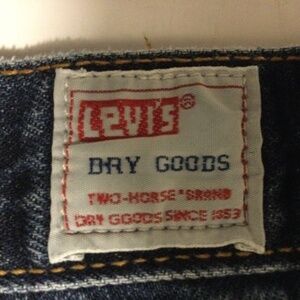 LEVI'S®
DRY GOODS
TWO-HORSE "BRAND
DRY GOODS SINCE 1853